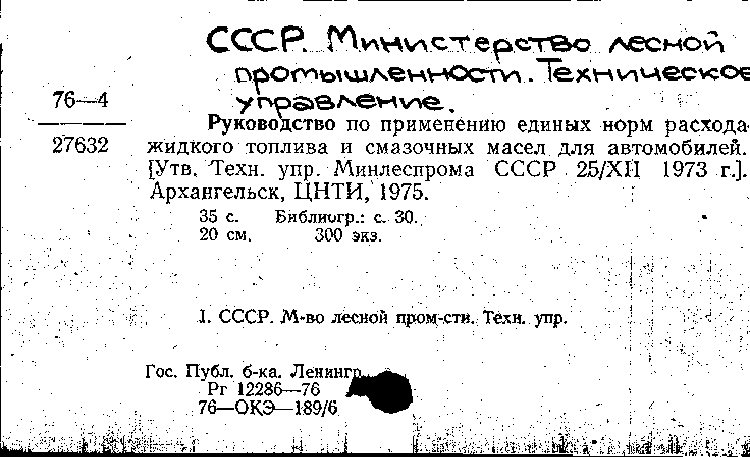 СССР. Министерство лесной
промышленности. Техническое
управление.
76—4
27632
Руководство по применению единых норм расхода
жидкого топлива и смазочных масел для автомобилей.
[Утв. Техн. упр. Минлеспрома СССР 25/XII 1973 г.].
Архангельск, ЦНТИ, 1975.
35 с. Библиогр.: с. 30.
20 см. 300 экз.
I. СССР. М-во лесной пром-сти. Техн. упр.
Гос. Публ. б-ка. Ленингр.
Рг 12286—76
76—ОКЭ—189/6